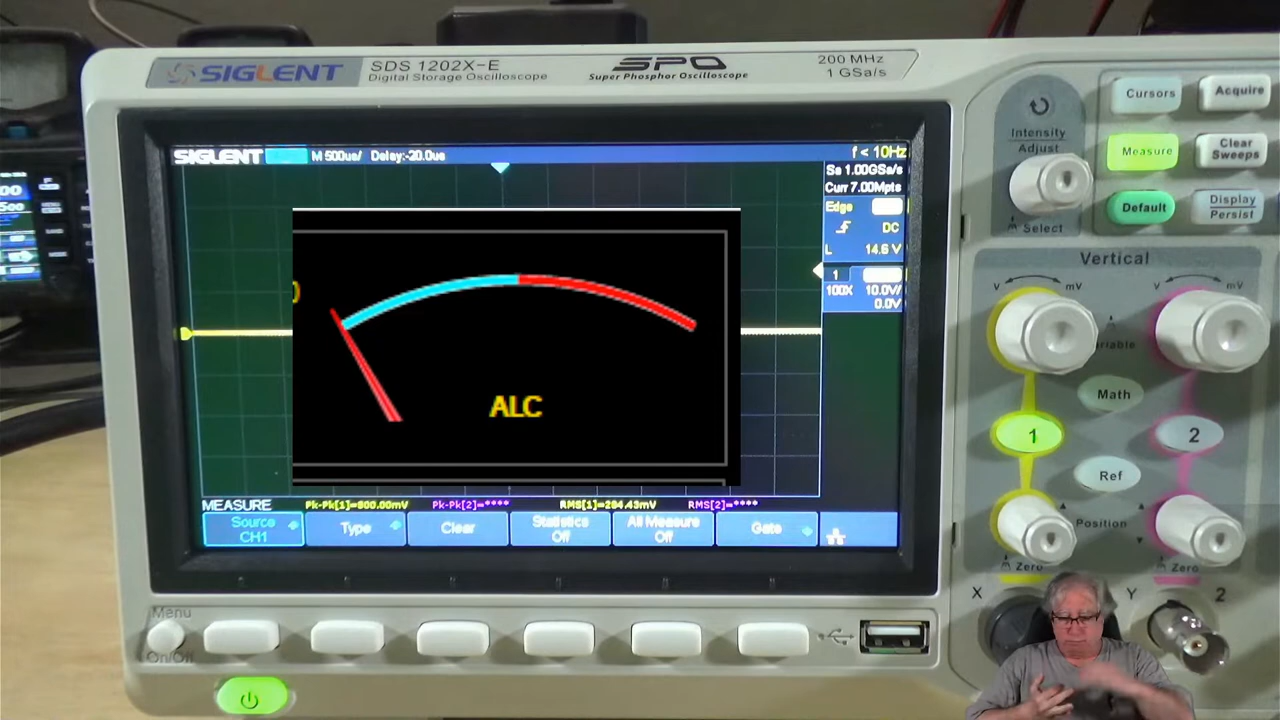 SIGLENT
SDS 1202X-E
Digital Storage Oscilloscope
SPO
Super Phosphor Oscilloscope
200 MHz
1 GSa/s
SIGLENT M 500us/ Delay:-20.0us f < 10Hz
Sa 1.00GSa/s
Curr 7.00Mpts
Edge
DC
L 14.6 V
1
100X 10.0V/
0.0V
ALC
MEASURE Pk-Pk[1]=800.00mV Pk-Pk[2]=**** RMS[1]=284.43mV RMS[2]=****
Source
CH1
Type
Clear
Statistics
Off
All Measure
Off
Gate
Menu
On/Off
Intensity
Adjust
Select
Cursors
Acquire
Measure
Clear
Sweeps
Default
Display
Persist
Vertical
V mV
V mV
Math
1
2
Ref
Position
Zero
Zero
X
Y
2